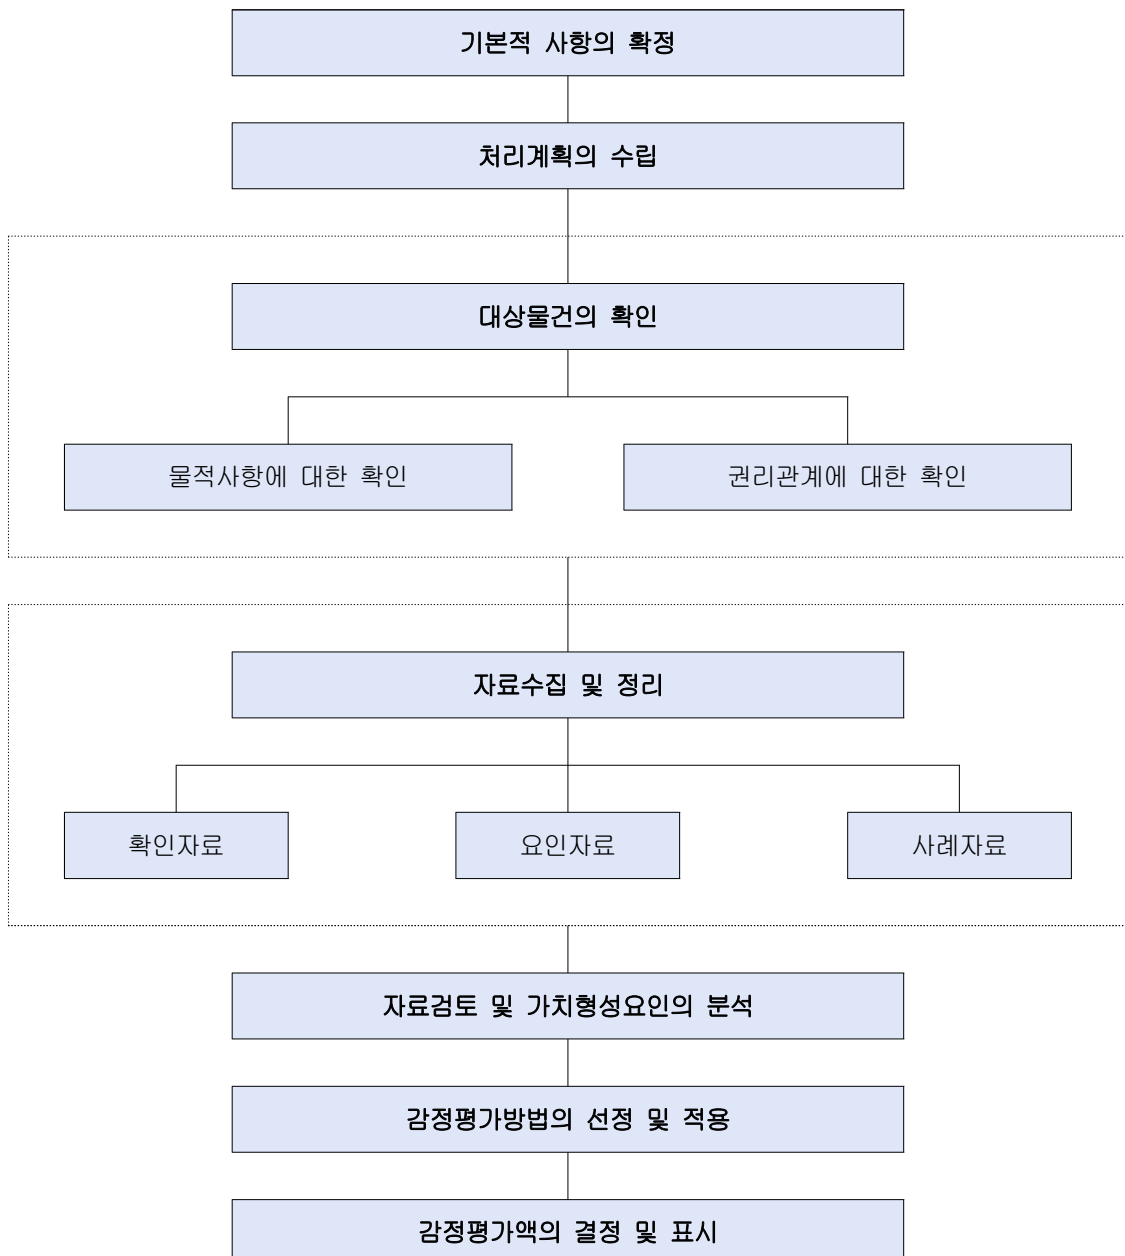 기본적 사항의 확정
처리계획의 수립
대상물건의 확인
물적사항에 대한 확인
권리관계에 대한 확인
자료수집 및 정리
확인자료
요인자료
사례자료
자료검토 및 가치형성요인의 분석
감정평가방법의 선정 및 적용
감정평가액의 결정 및 표시